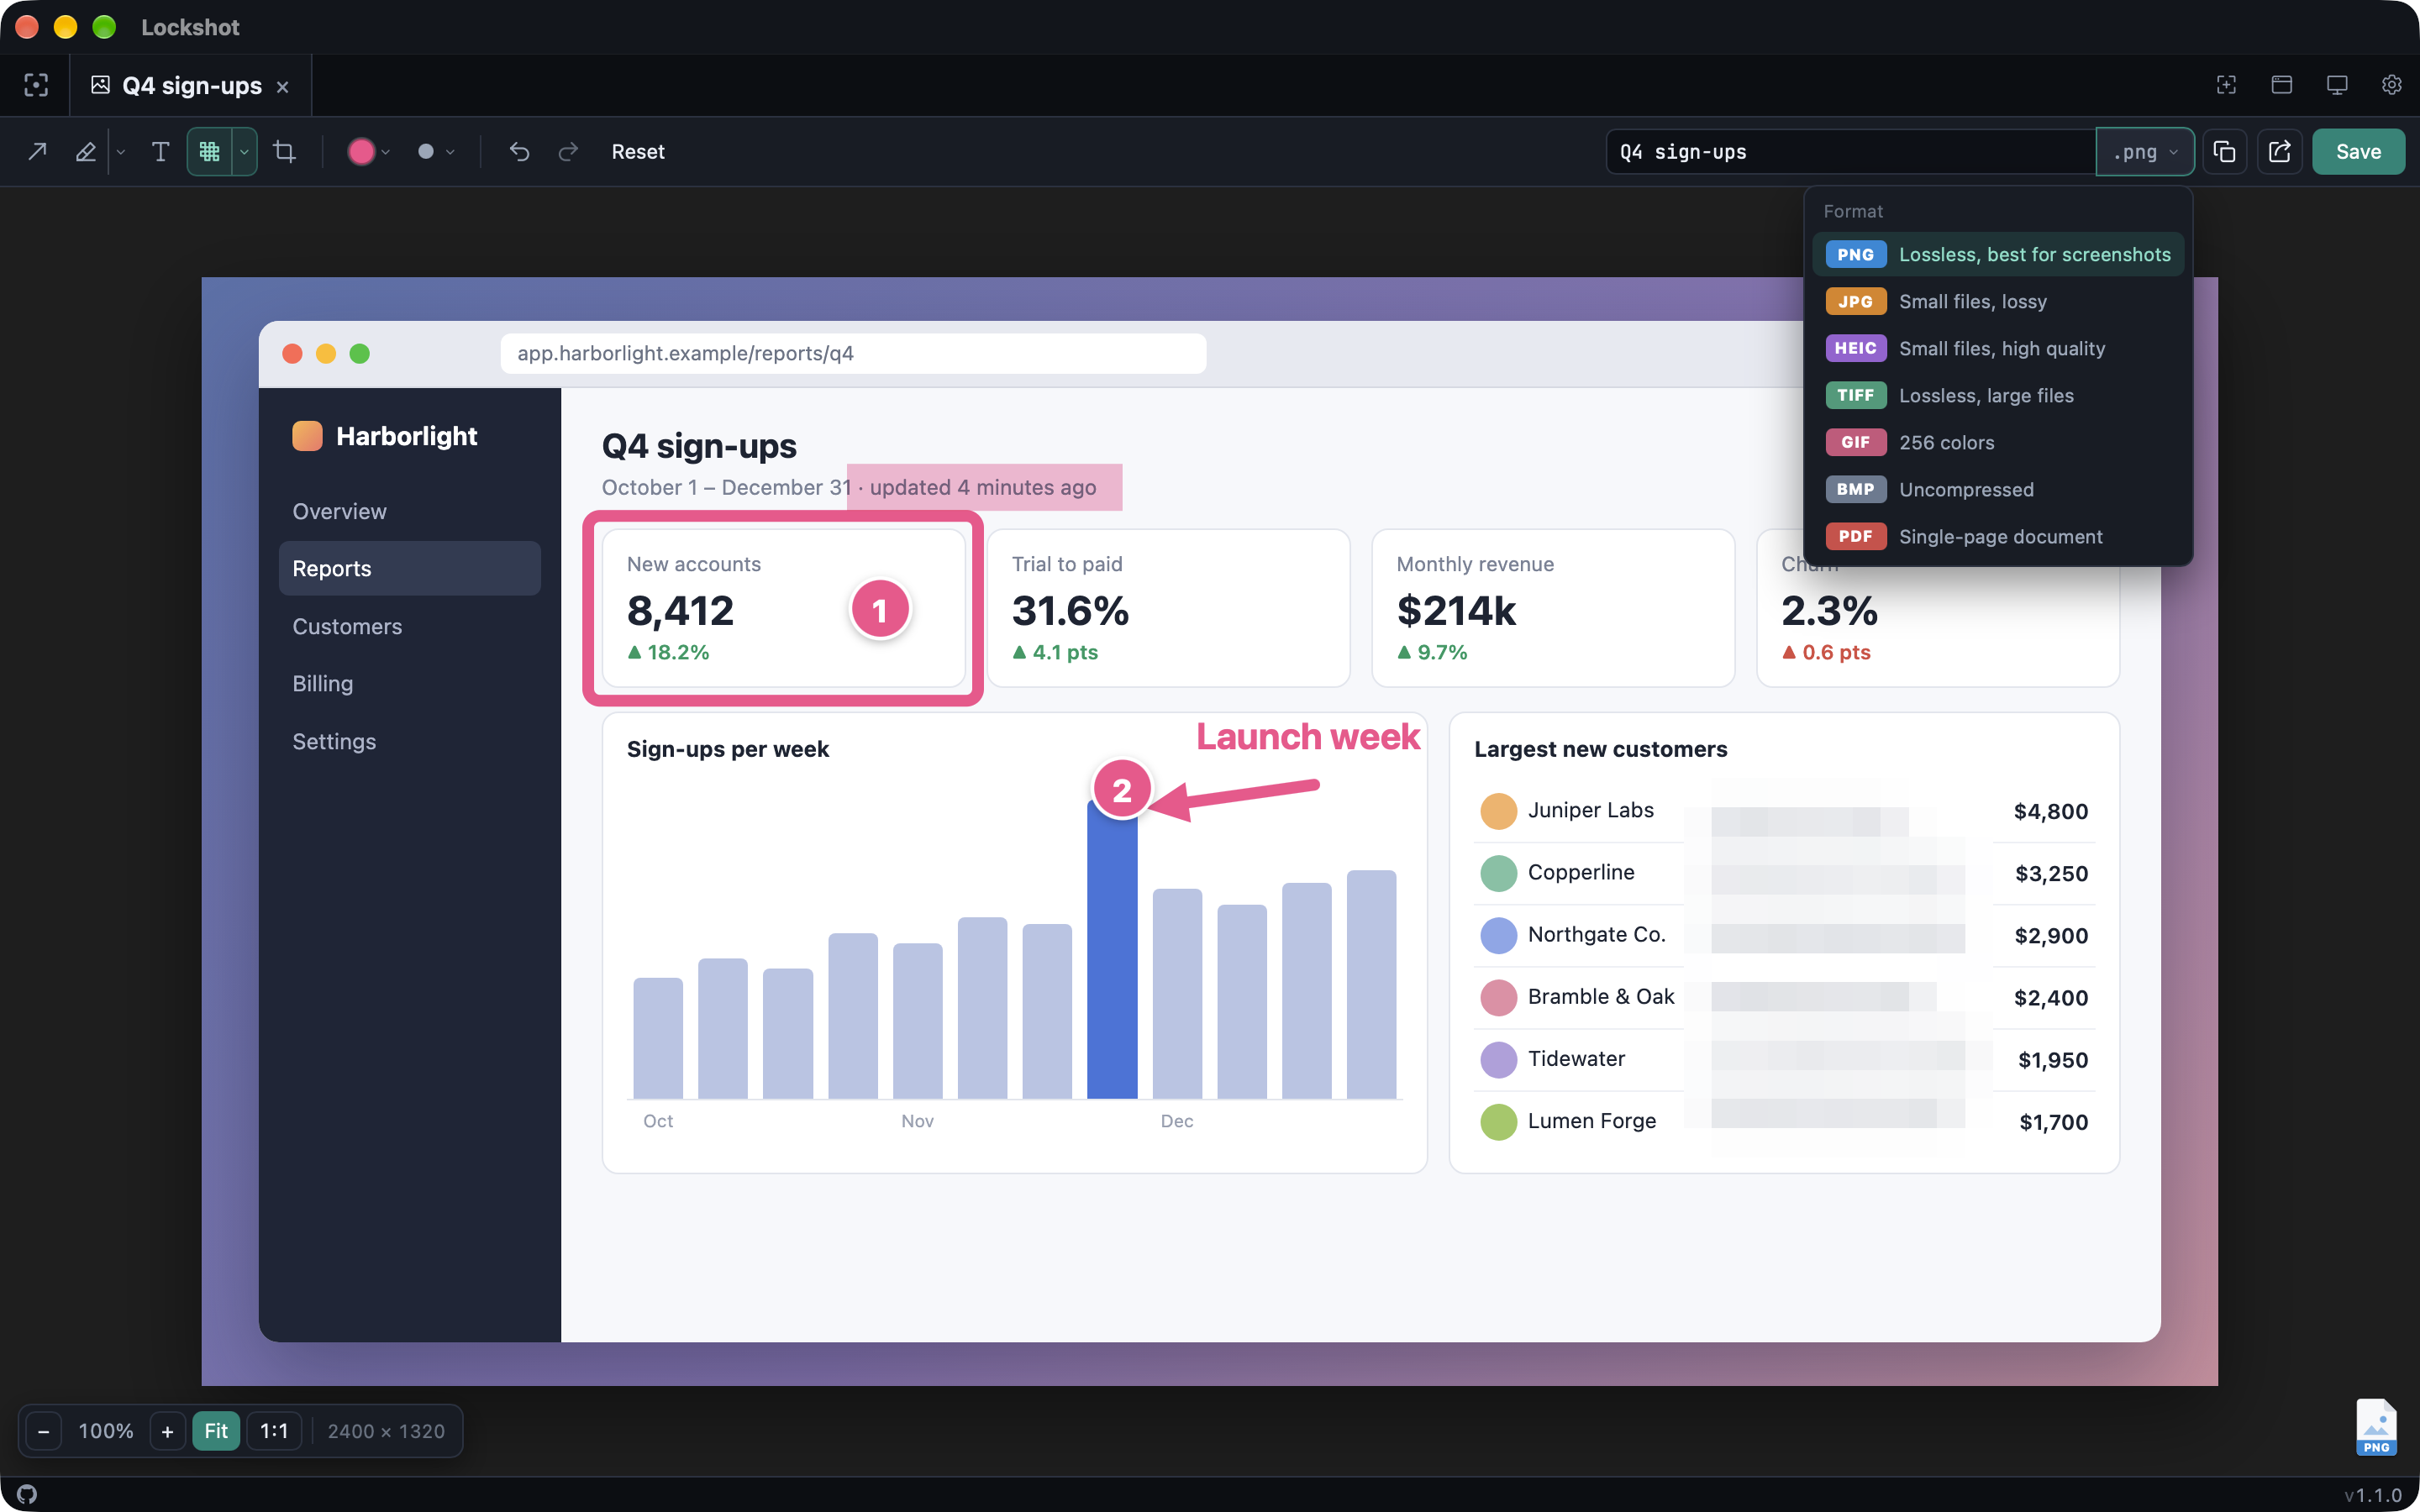 Lockshot
Q4 sign-ups ×
Reset
Q4 sign-ups
.png
Save
Format
PNG Lossless, best for screenshots
JPG Small files, lossy
HEIC Small files, high quality
TIFF Lossless, large files
GIF 256 colors
BMP Uncompressed
PDF Single-page document
app.harborlight.example/reports/q4
Harborlight
Overview
Reports
Customers
Billing
Settings
Q4 sign-ups
October 1 – December 31 · updated 4 minutes ago
New accounts
8,412
▲ 18.2%
1
Trial to paid
31.6%
▲ 4.1 pts
Monthly revenue
$214k
▲ 9.7%
Churn
2.3%
▲ 0.6 pts
Sign-ups per week
Launch week
2
Oct Nov Dec
Largest new customers
Juniper Labs $4,800
Copperline $3,250
Northgate Co. $2,900
Bramble & Oak $2,400
Tidewater $1,950
Lumen Forge $1,700
− 100% + Fit 1:1 2400 × 1320
PNG
v1.1.0